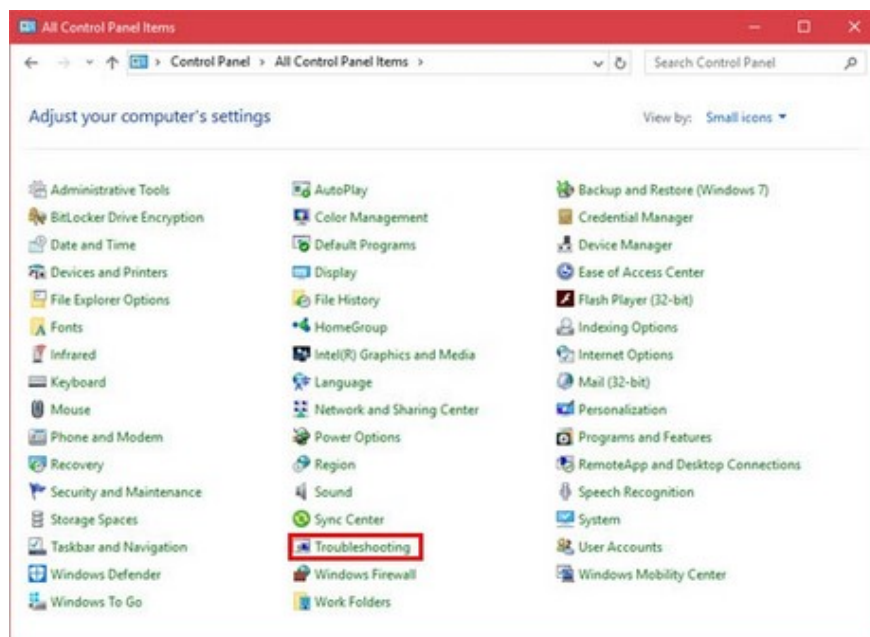 All Control Panel Items
Control Panel > All Control Panel Items >
Search Control Panel
Adjust your computer's settings
View by: Small icons
Administrative Tools
AutoPlay
Backup and Restore (Windows 7)
BitLocker Drive Encryption
Color Management
Credential Manager
Date and Time
Default Programs
Device Manager
Devices and Printers
Display
Ease of Access Center
File Explorer Options
File History
Flash Player (32-bit)
Fonts
HomeGroup
Indexing Options
Infrared
Intel(R) Graphics and Media
Internet Options
Keyboard
Language
Mail (32-bit)
Mouse
Network and Sharing Center
Personalization
Phone and Modem
Power Options
Programs and Features
Recovery
Region
RemoteApp and Desktop Connections
Security and Maintenance
Sound
Speech Recognition
Storage Spaces
Sync Center
System
Taskbar and Navigation
Troubleshooting
User Accounts
Windows Defender
Windows Firewall
Windows Mobility Center
Windows To Go
Work Folders